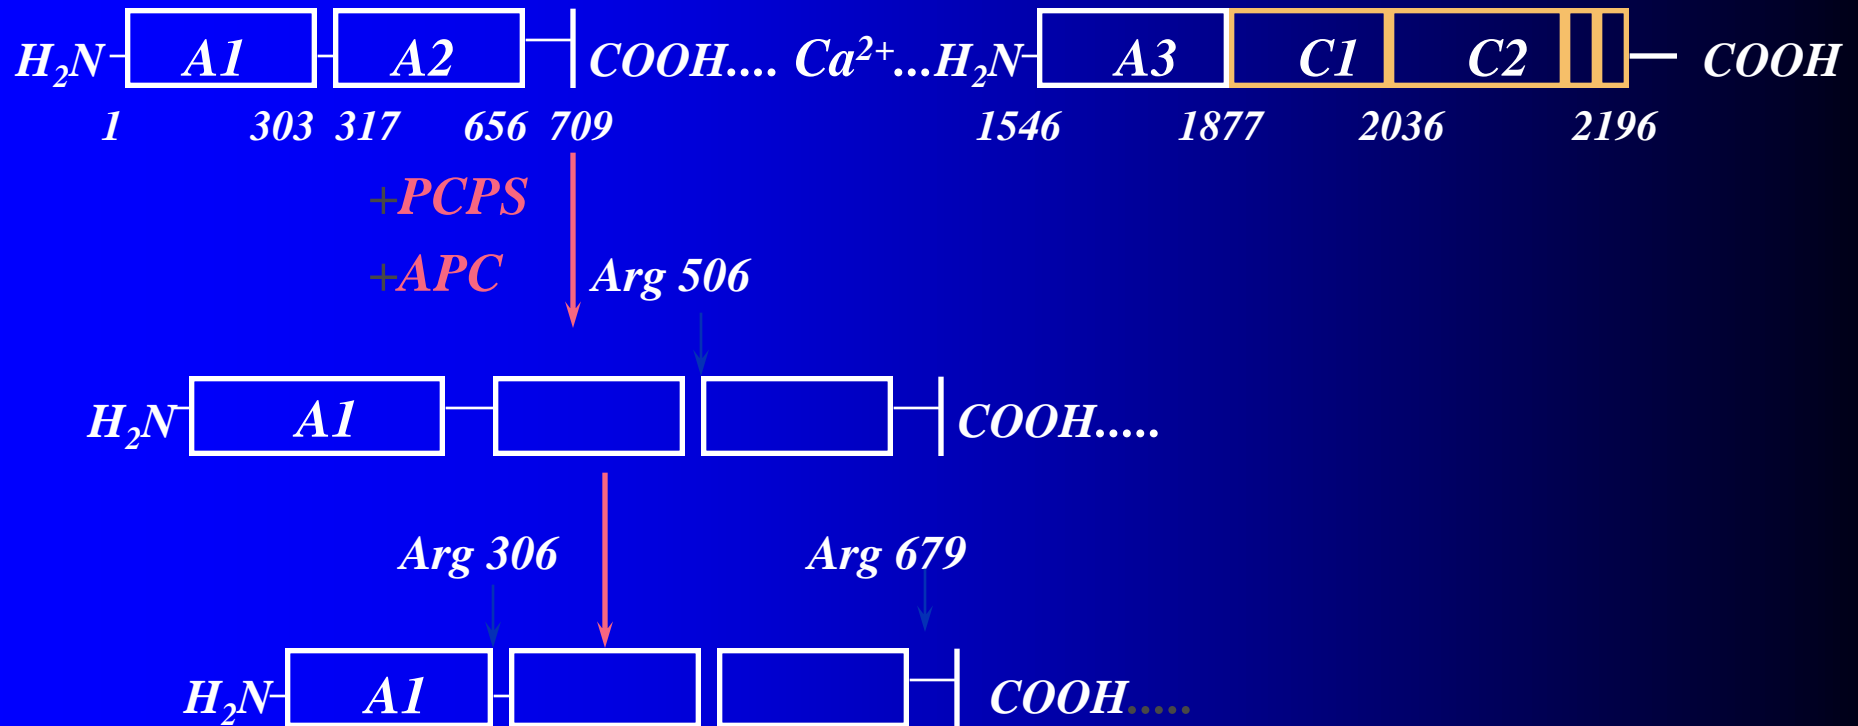 H₂N A1 A2 COOH.... Ca²⁺...H₂N A3 C1 C2 COOH
1 303 317 656 709 1546 1877 2036 2196
+PCPS
+APC Arg 506
H₂N A1 COOH.....
Arg 306 Arg 679
H₂N A1 COOH.....